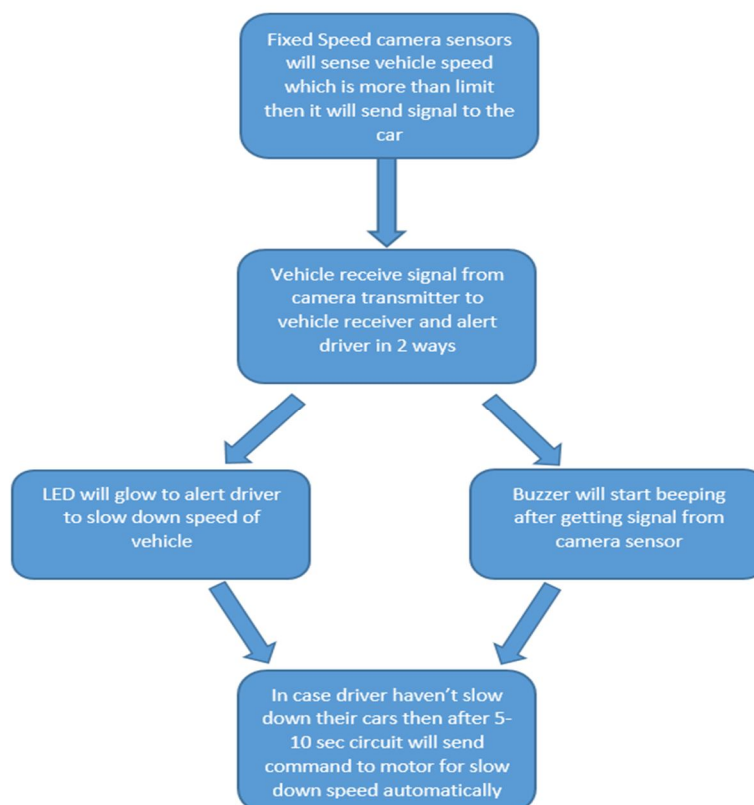 Fixed Speed camera sensors
will sense vehicle speed
which is more than limit
then it will send signal to the
car
Vehicle receive signal from
camera transmitter to
vehicle receiver and alert
driver in 2 ways
LED will glow to alert driver
to slow down speed of
vehicle
Buzzer will start beeping
after getting signal from
camera sensor
In case driver haven't slow
down their cars then after 5-
10 sec circuit will send
command to motor for slow
down speed automatically